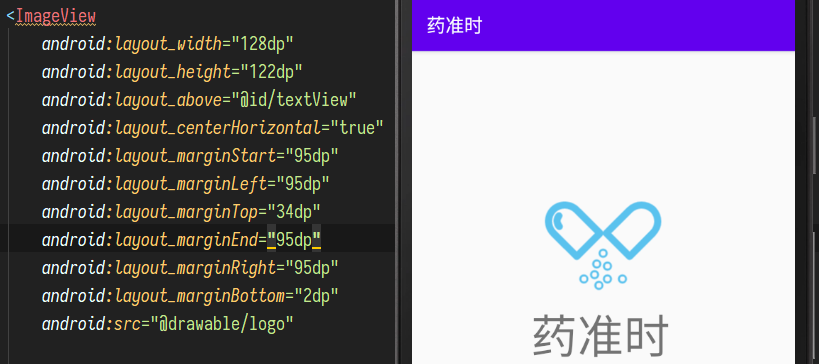 <ImageView
android:layout_width="128dp"
android:layout_height="122dp"
android:layout_above="@id/textView"
android:layout_centerHorizontal="true"
android:layout_marginStart="95dp"
android:layout_marginLeft="95dp"
android:layout_marginTop="34dp"
android:layout_marginEnd="95dp"
android:layout_marginRight="95dp"
android:layout_marginBottom="2dp"
android:src="@drawable/logo"
药准时
药准时